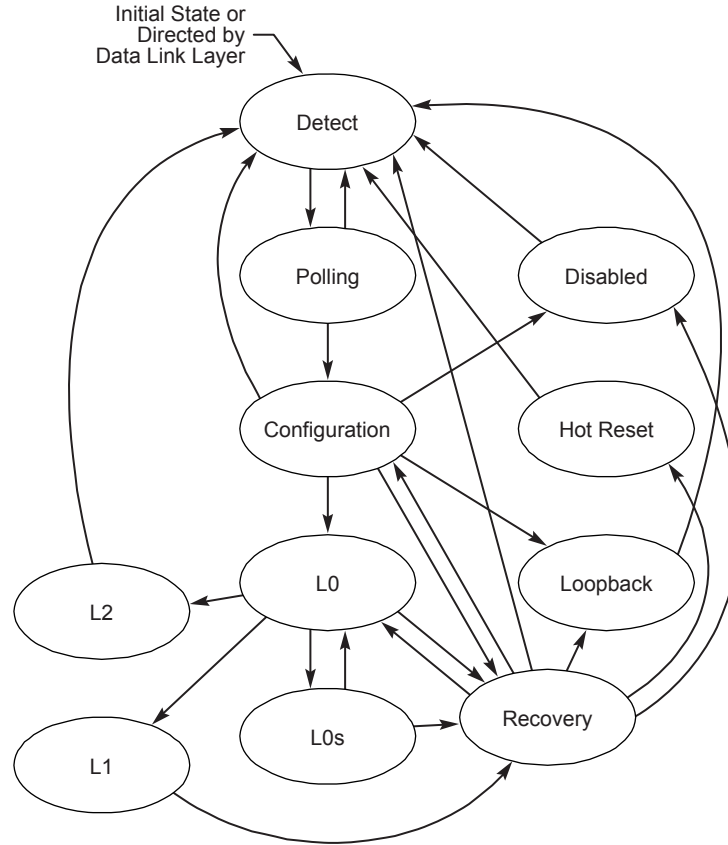 Initial State or
Directed by
Data Link Layer
Detect
Polling
Disabled
Configuration
Hot Reset
L0
Loopback
L2
L0s
Recovery
L1